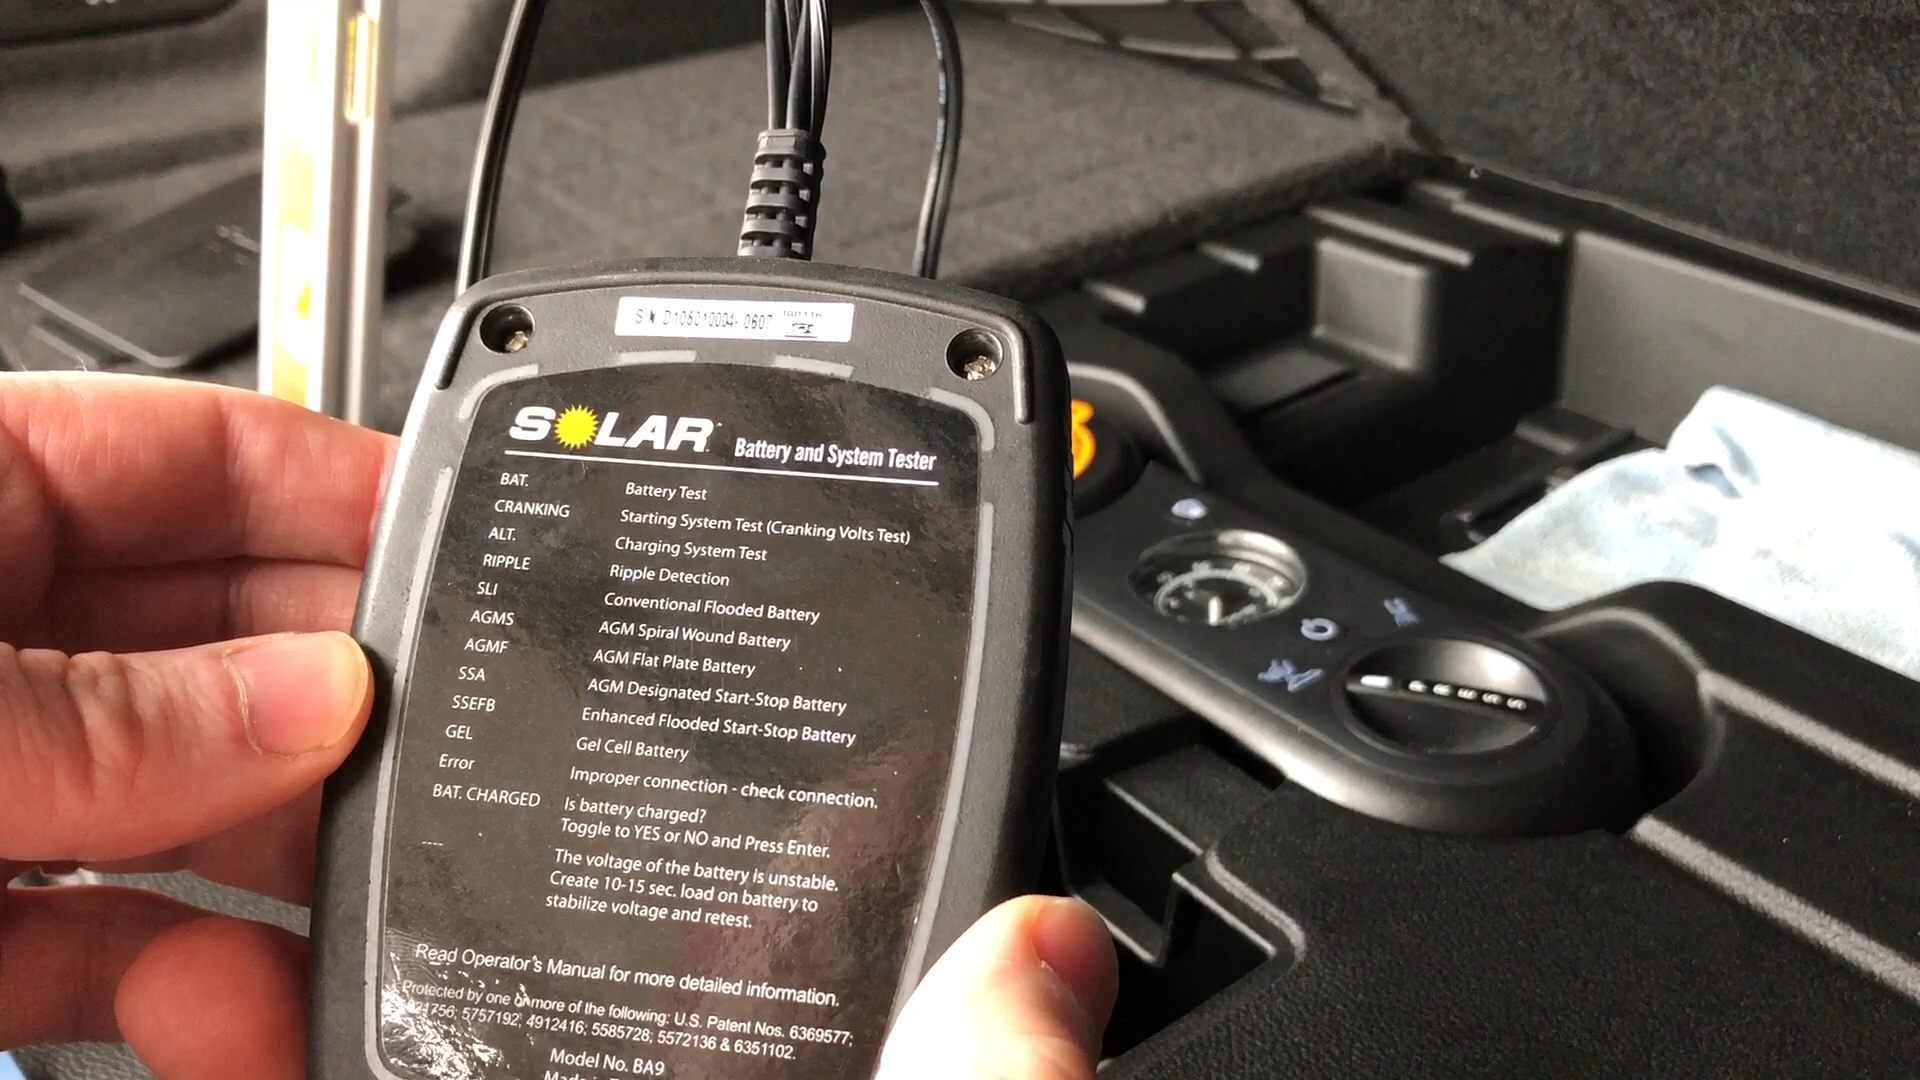 S N D105010004- 0607
SOLAR Battery and System Tester
BAT. Battery Test
CRANKING Starting System Test (Cranking Volts Test)
ALT. Charging System Test
RIPPLE Ripple Detection
SLI Conventional Flooded Battery
AGMS AGM Spiral Wound Battery
AGMF AGM Flat Plate Battery
SSA AGM Designated Start-Stop Battery
SSEFB Enhanced Flooded Start-Stop Battery
GEL Gel Cell Battery
Error Improper connection - check connection.
BAT. CHARGED Is battery charged?
Toggle to YES or NO and Press Enter.
---- The voltage of the battery is unstable.
Create 10-15 sec. load on battery to
stabilize voltage and retest.
Read Operator's Manual for more detailed information.
Protected by one or more of the following: U.S. Patent Nos. 6369577;
5757192; 4912416; 5585728; 5572136 & 6351102.
Model No. BA9